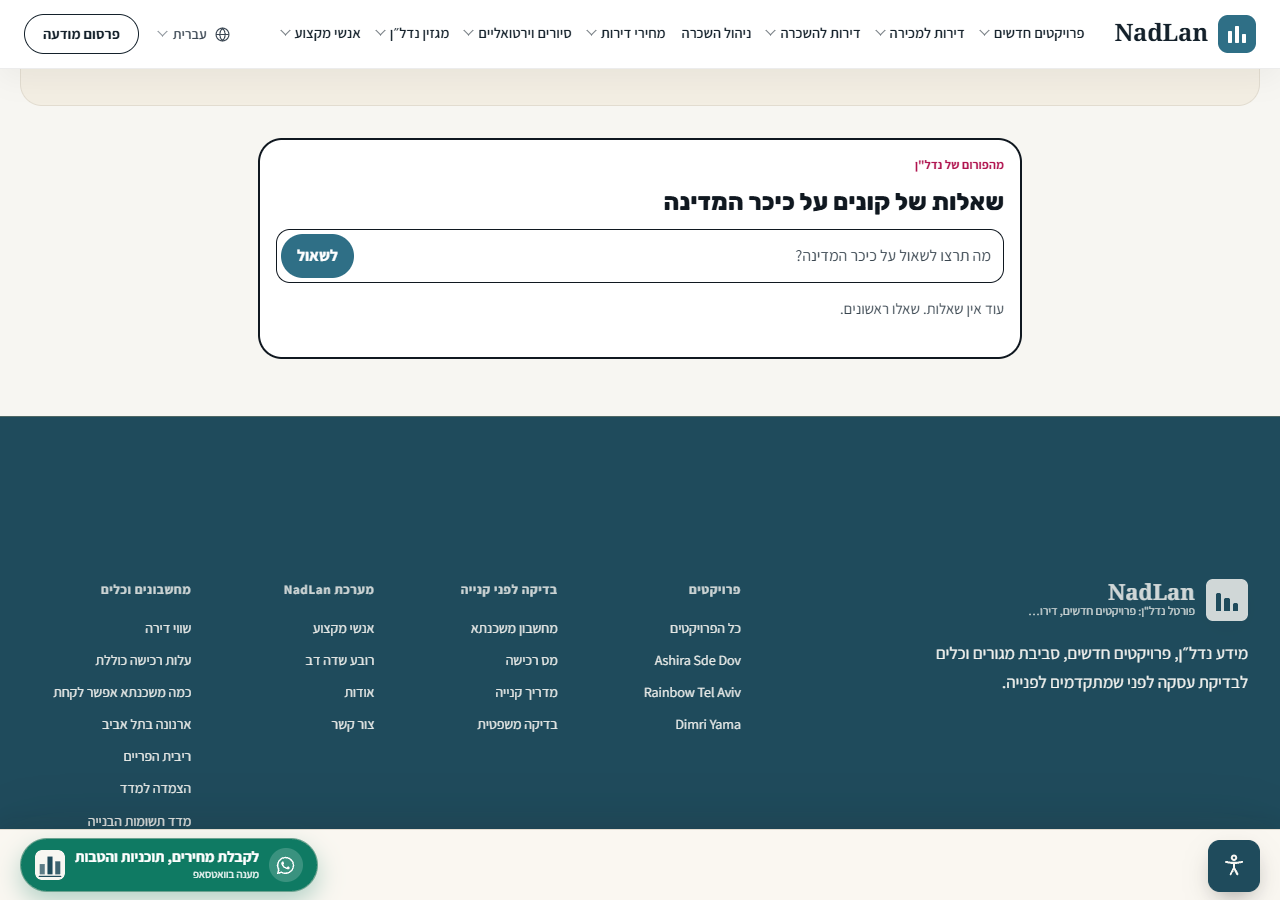 NadLan
פרויקטים חדשים
דירות למכירה
דירות להשכרה
ניהול השכרה
מחירי דירות
סיורים וירטואליים
מגזין נדל״ן
אנשי מקצוע
עברית
פרסום מודעה
מהפורום של נדל"ן
שאלות של קונים על כיכר המדינה
מה תרצו לשאול על כיכר המדינה?
לשאול
עוד אין שאלות. שאלו ראשונים.
NadLan
פורטל נדל"ן: פרויקטים חדשים, דירו...
מידע נדל״ן, פרויקטים חדשים, סביבת מגורים וכלים
לבדיקת עסקה לפני שמתקדמים לפנייה.
פרויקטים
כל הפרויקטים
Ashira Sde Dov
Rainbow Tel Aviv
Dimri Yama
בדיקה לפני קנייה
מחשבון משכנתא
מס רכישה
מדריך קנייה
בדיקה משפטית
מערכת NadLan
אנשי מקצוע
רובע שדה דב
אודות
צור קשר
מחשבונים וכלים
שווי דירה
עלות רכישה כוללת
כמה משכנתא אפשר לקחת
ארנונה בתל אביב
ריבית הפריים
הצמדה למדד
מדד תשומות הבנייה
לקבלת מחירים, תוכניות והטבות
מענה בוואטסאפ